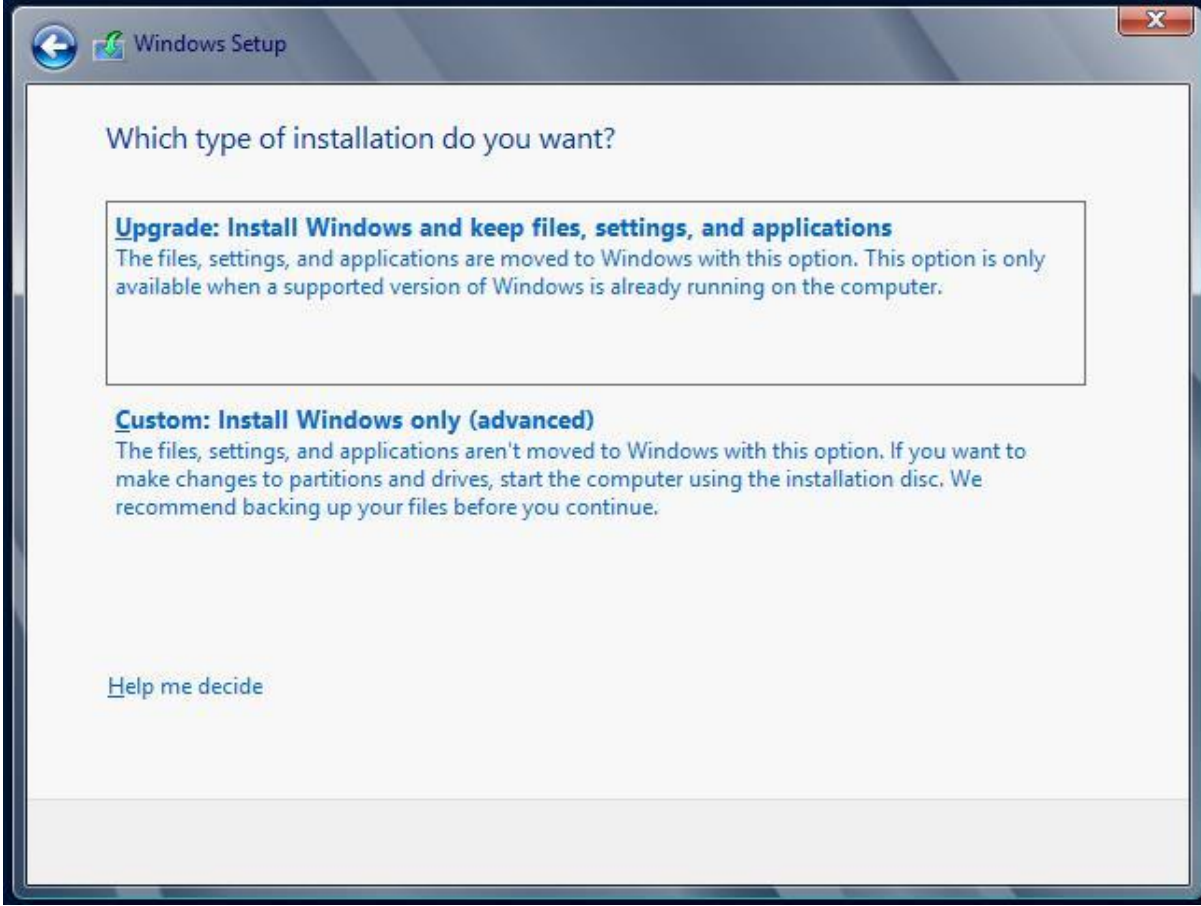 Windows Setup
Which type of installation do you want?
Upgrade: Install Windows and keep files, settings, and applications
The files, settings, and applications are moved to Windows with this option. This option is only
available when a supported version of Windows is already running on the computer.
Custom: Install Windows only (advanced)
The files, settings, and applications aren't moved to Windows with this option. If you want to
make changes to partitions and drives, start the computer using the installation disc. We
recommend backing up your files before you continue.
Help me decide